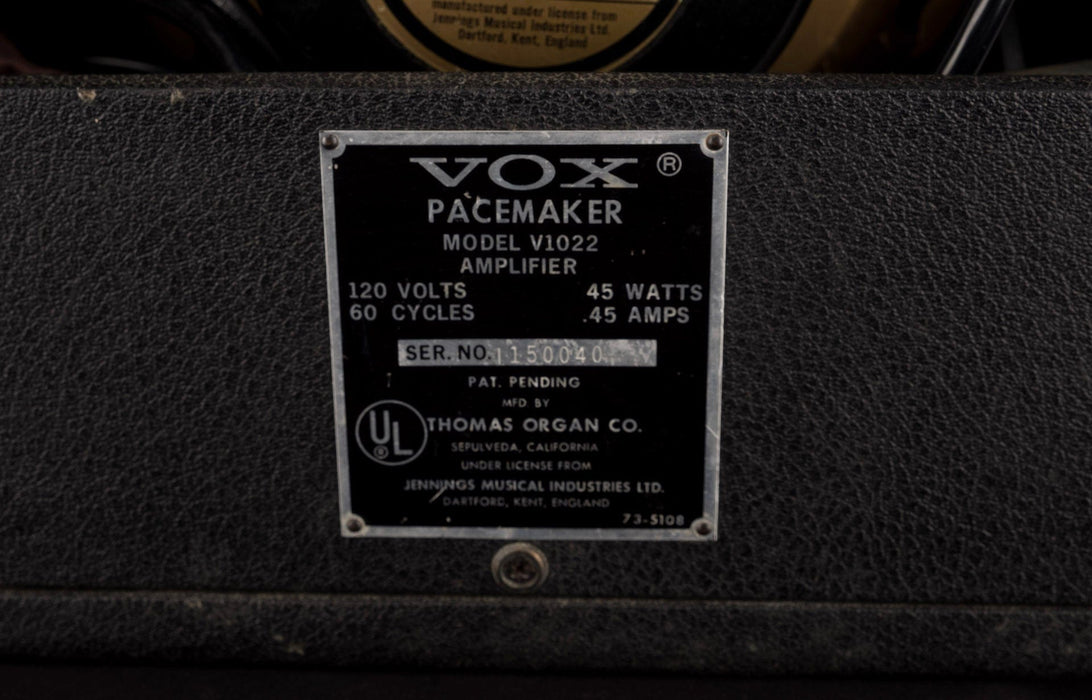 manufactured under license from
Jennings Musical Industries Ltd.
Dartford, Kent, England
VOX ®
PACEMAKER
MODEL V1022
AMPLIFIER
120 VOLTS 45 WATTS
60 CYCLES .45 AMPS
SER. NO. 1150040
PAT. PENDING
MFD. BY
UL THOMAS ORGAN CO.
SEPULVEDA, CALIFORNIA
UNDER LICENSE FROM
JENNINGS MUSICAL INDUSTRIES LTD.
DARTFORD, KENT, ENGLAND
73-5108